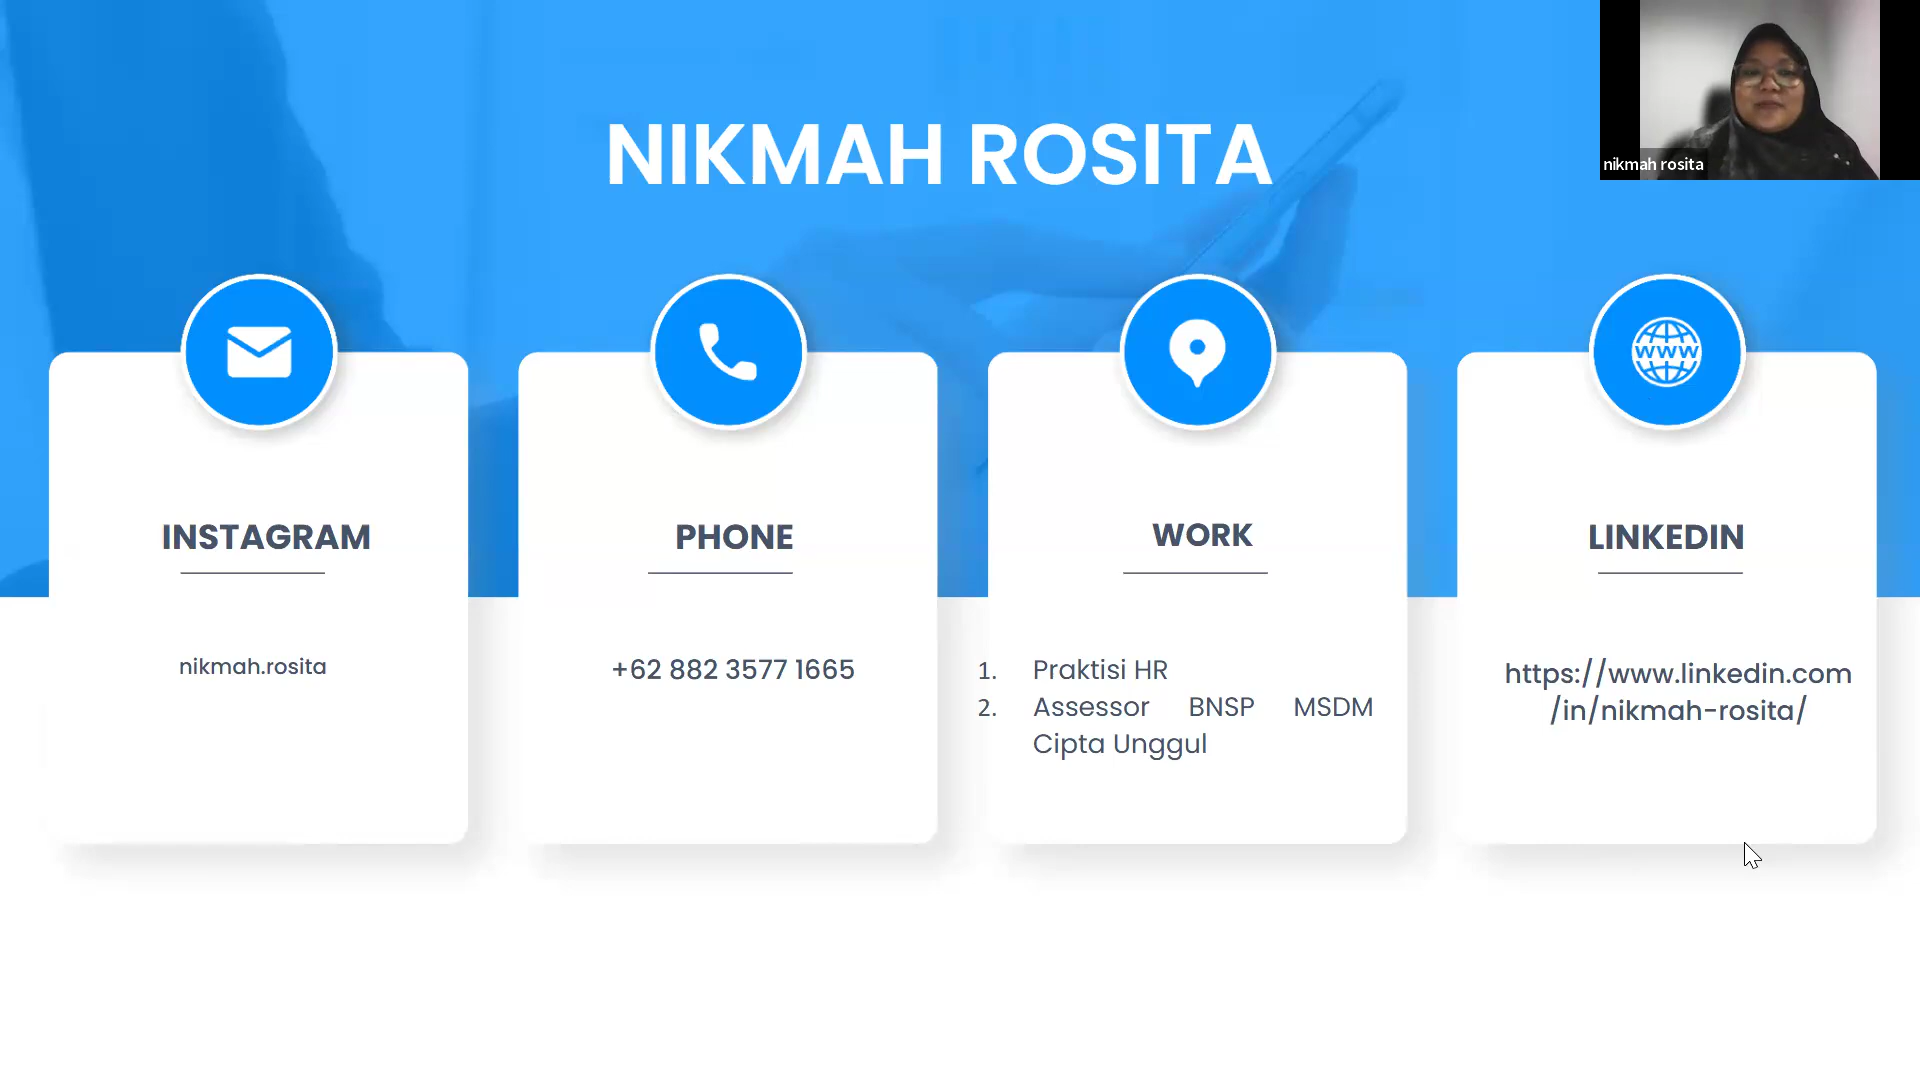 NIKMAH ROSITA
nikmah rosita
INSTAGRAM
nikmah.rosita
PHONE
+62 882 3577 1665
WORK
1. Praktisi HR
2. Assessor BNSP MSDM
Cipta Unggul
WWW
LINKEDIN
https://www.linkedin.com
/in/nikmah-rosita/